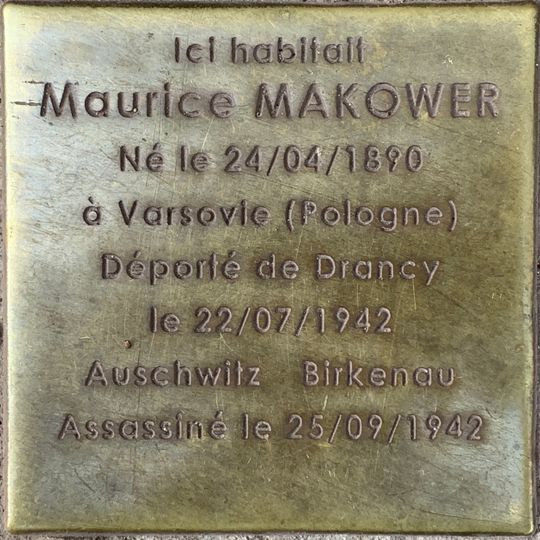 Ici habitait
Maurice MAKOWER
Né le 24/04/1890
à Varsovie (Pologne)
Déporté de Drancy
le 22/07/1942
Auschwitz Birkenau
Assassiné le 25/09/1942